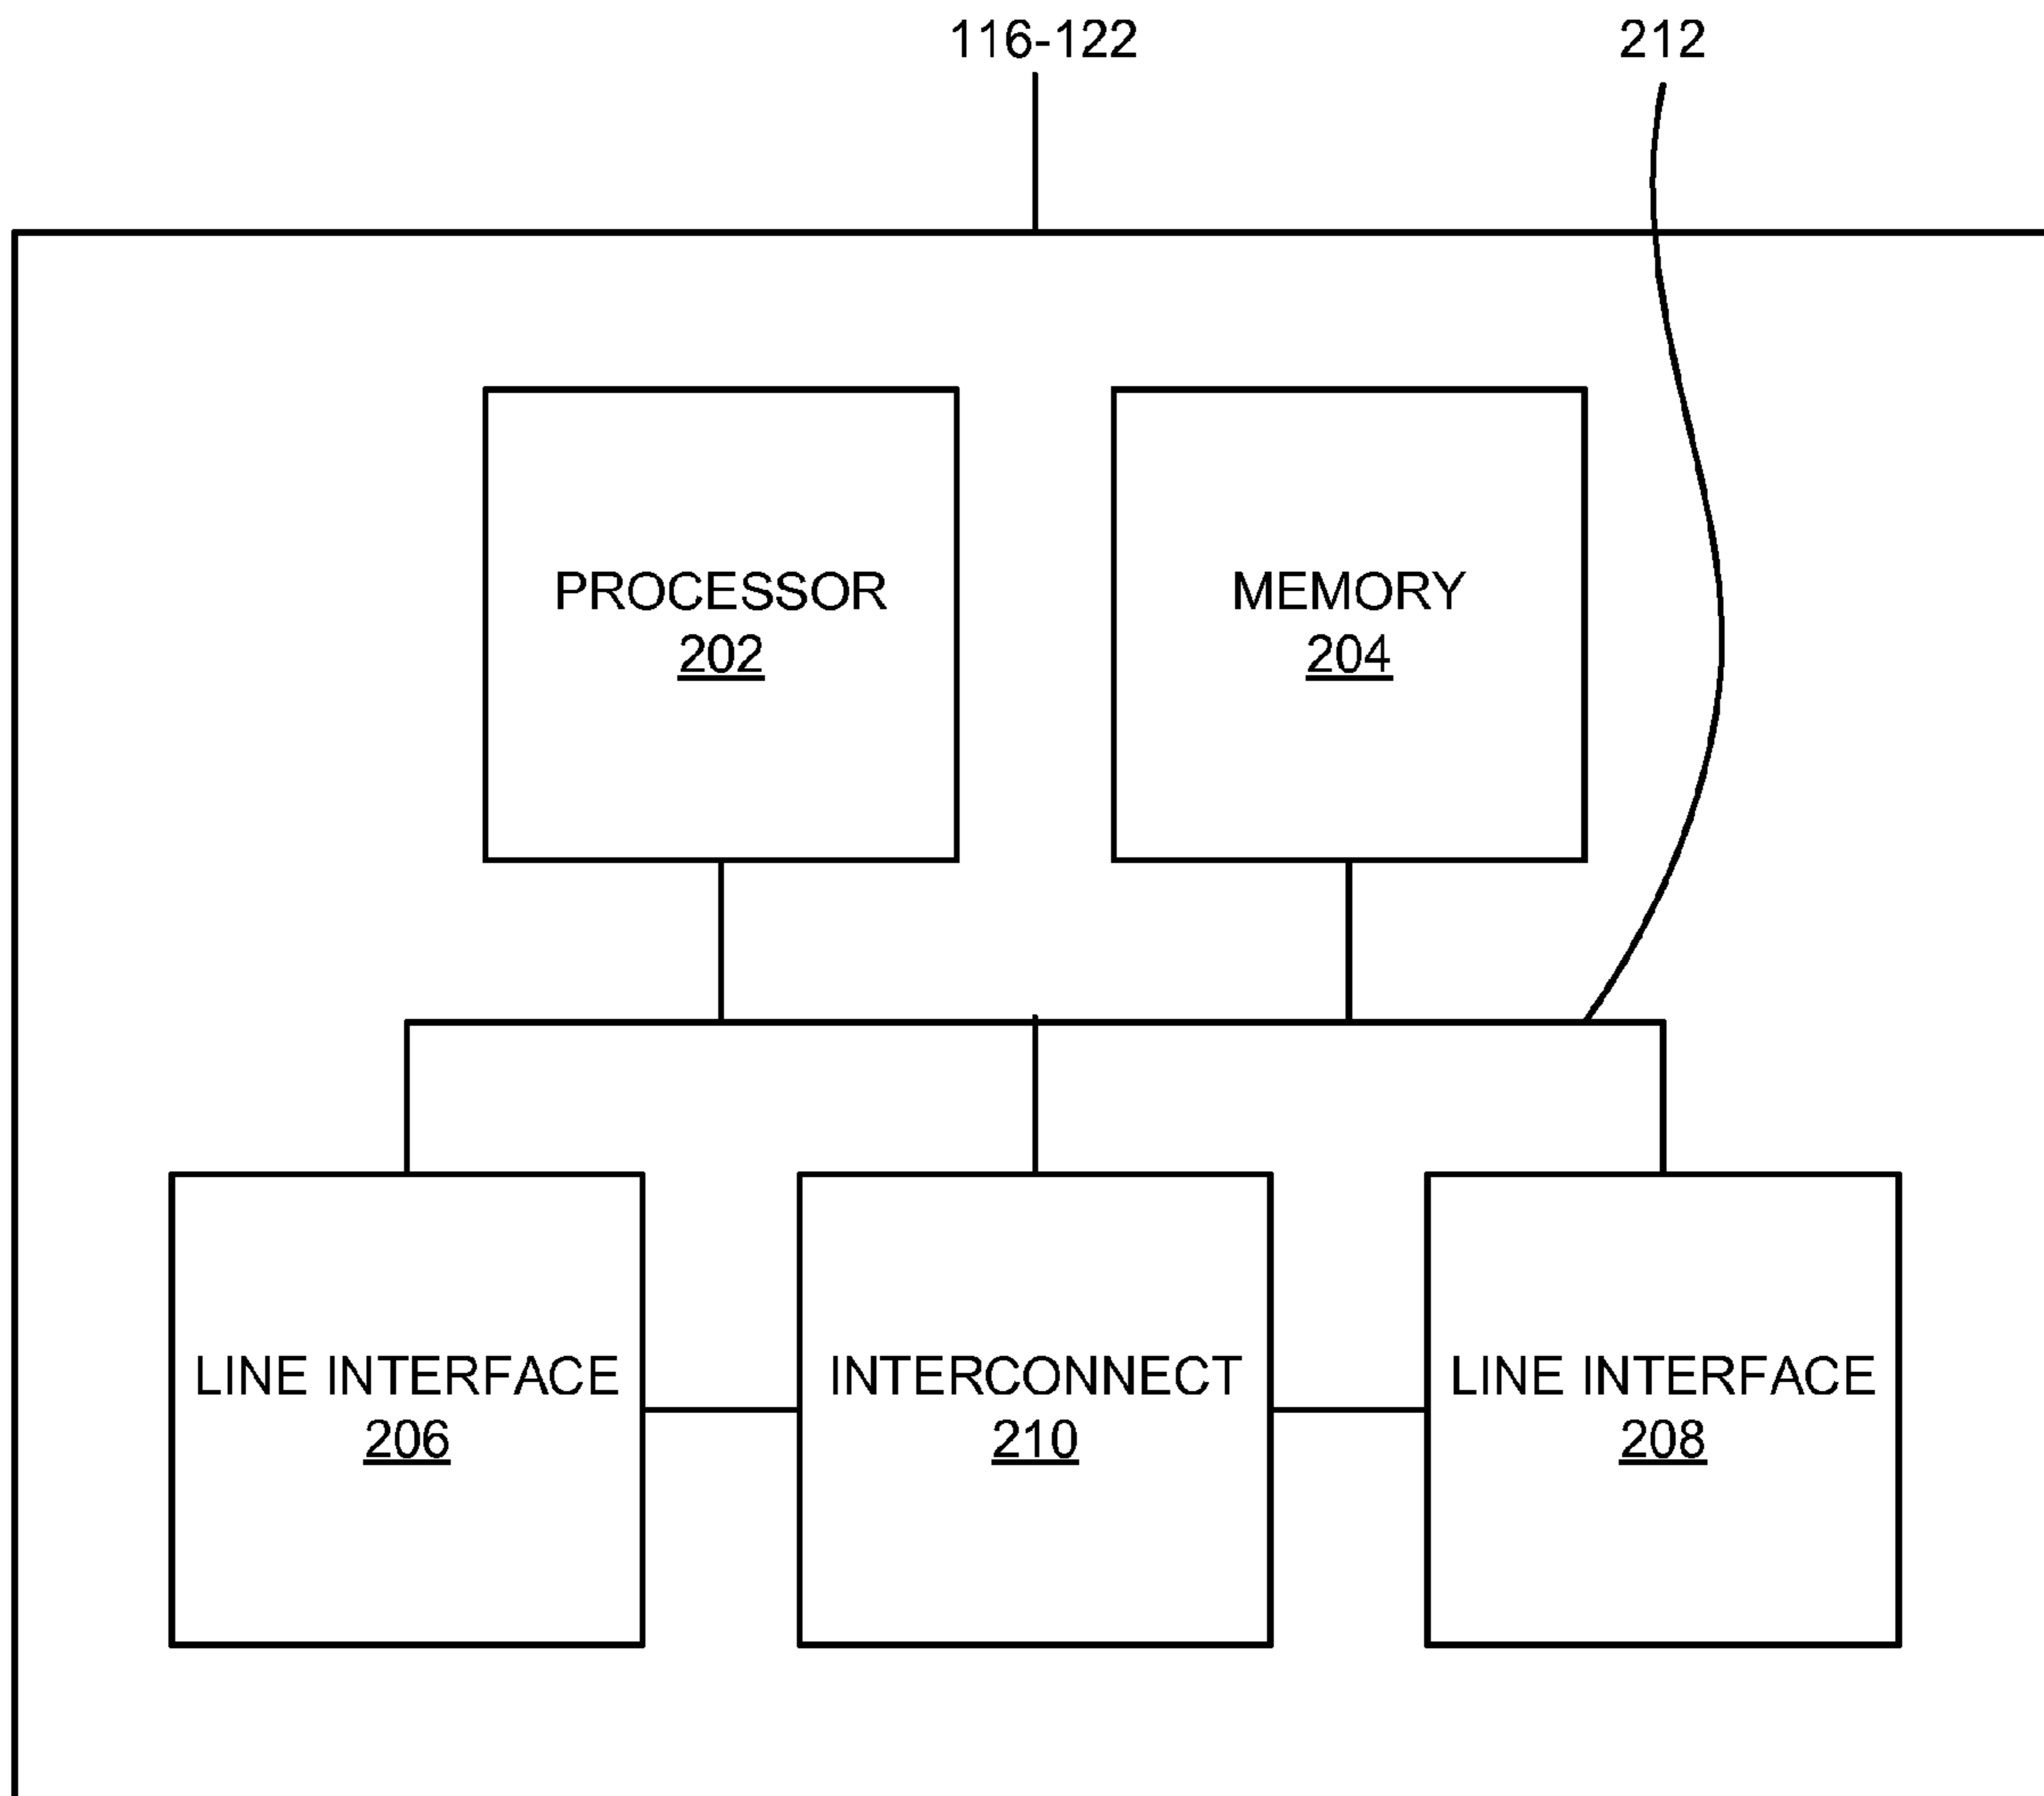 116-122
212
PROCESSOR
202
MEMORY
204
LINE INTERFACE
206
INTERCONNECT
210
LINE INTERFACE
208